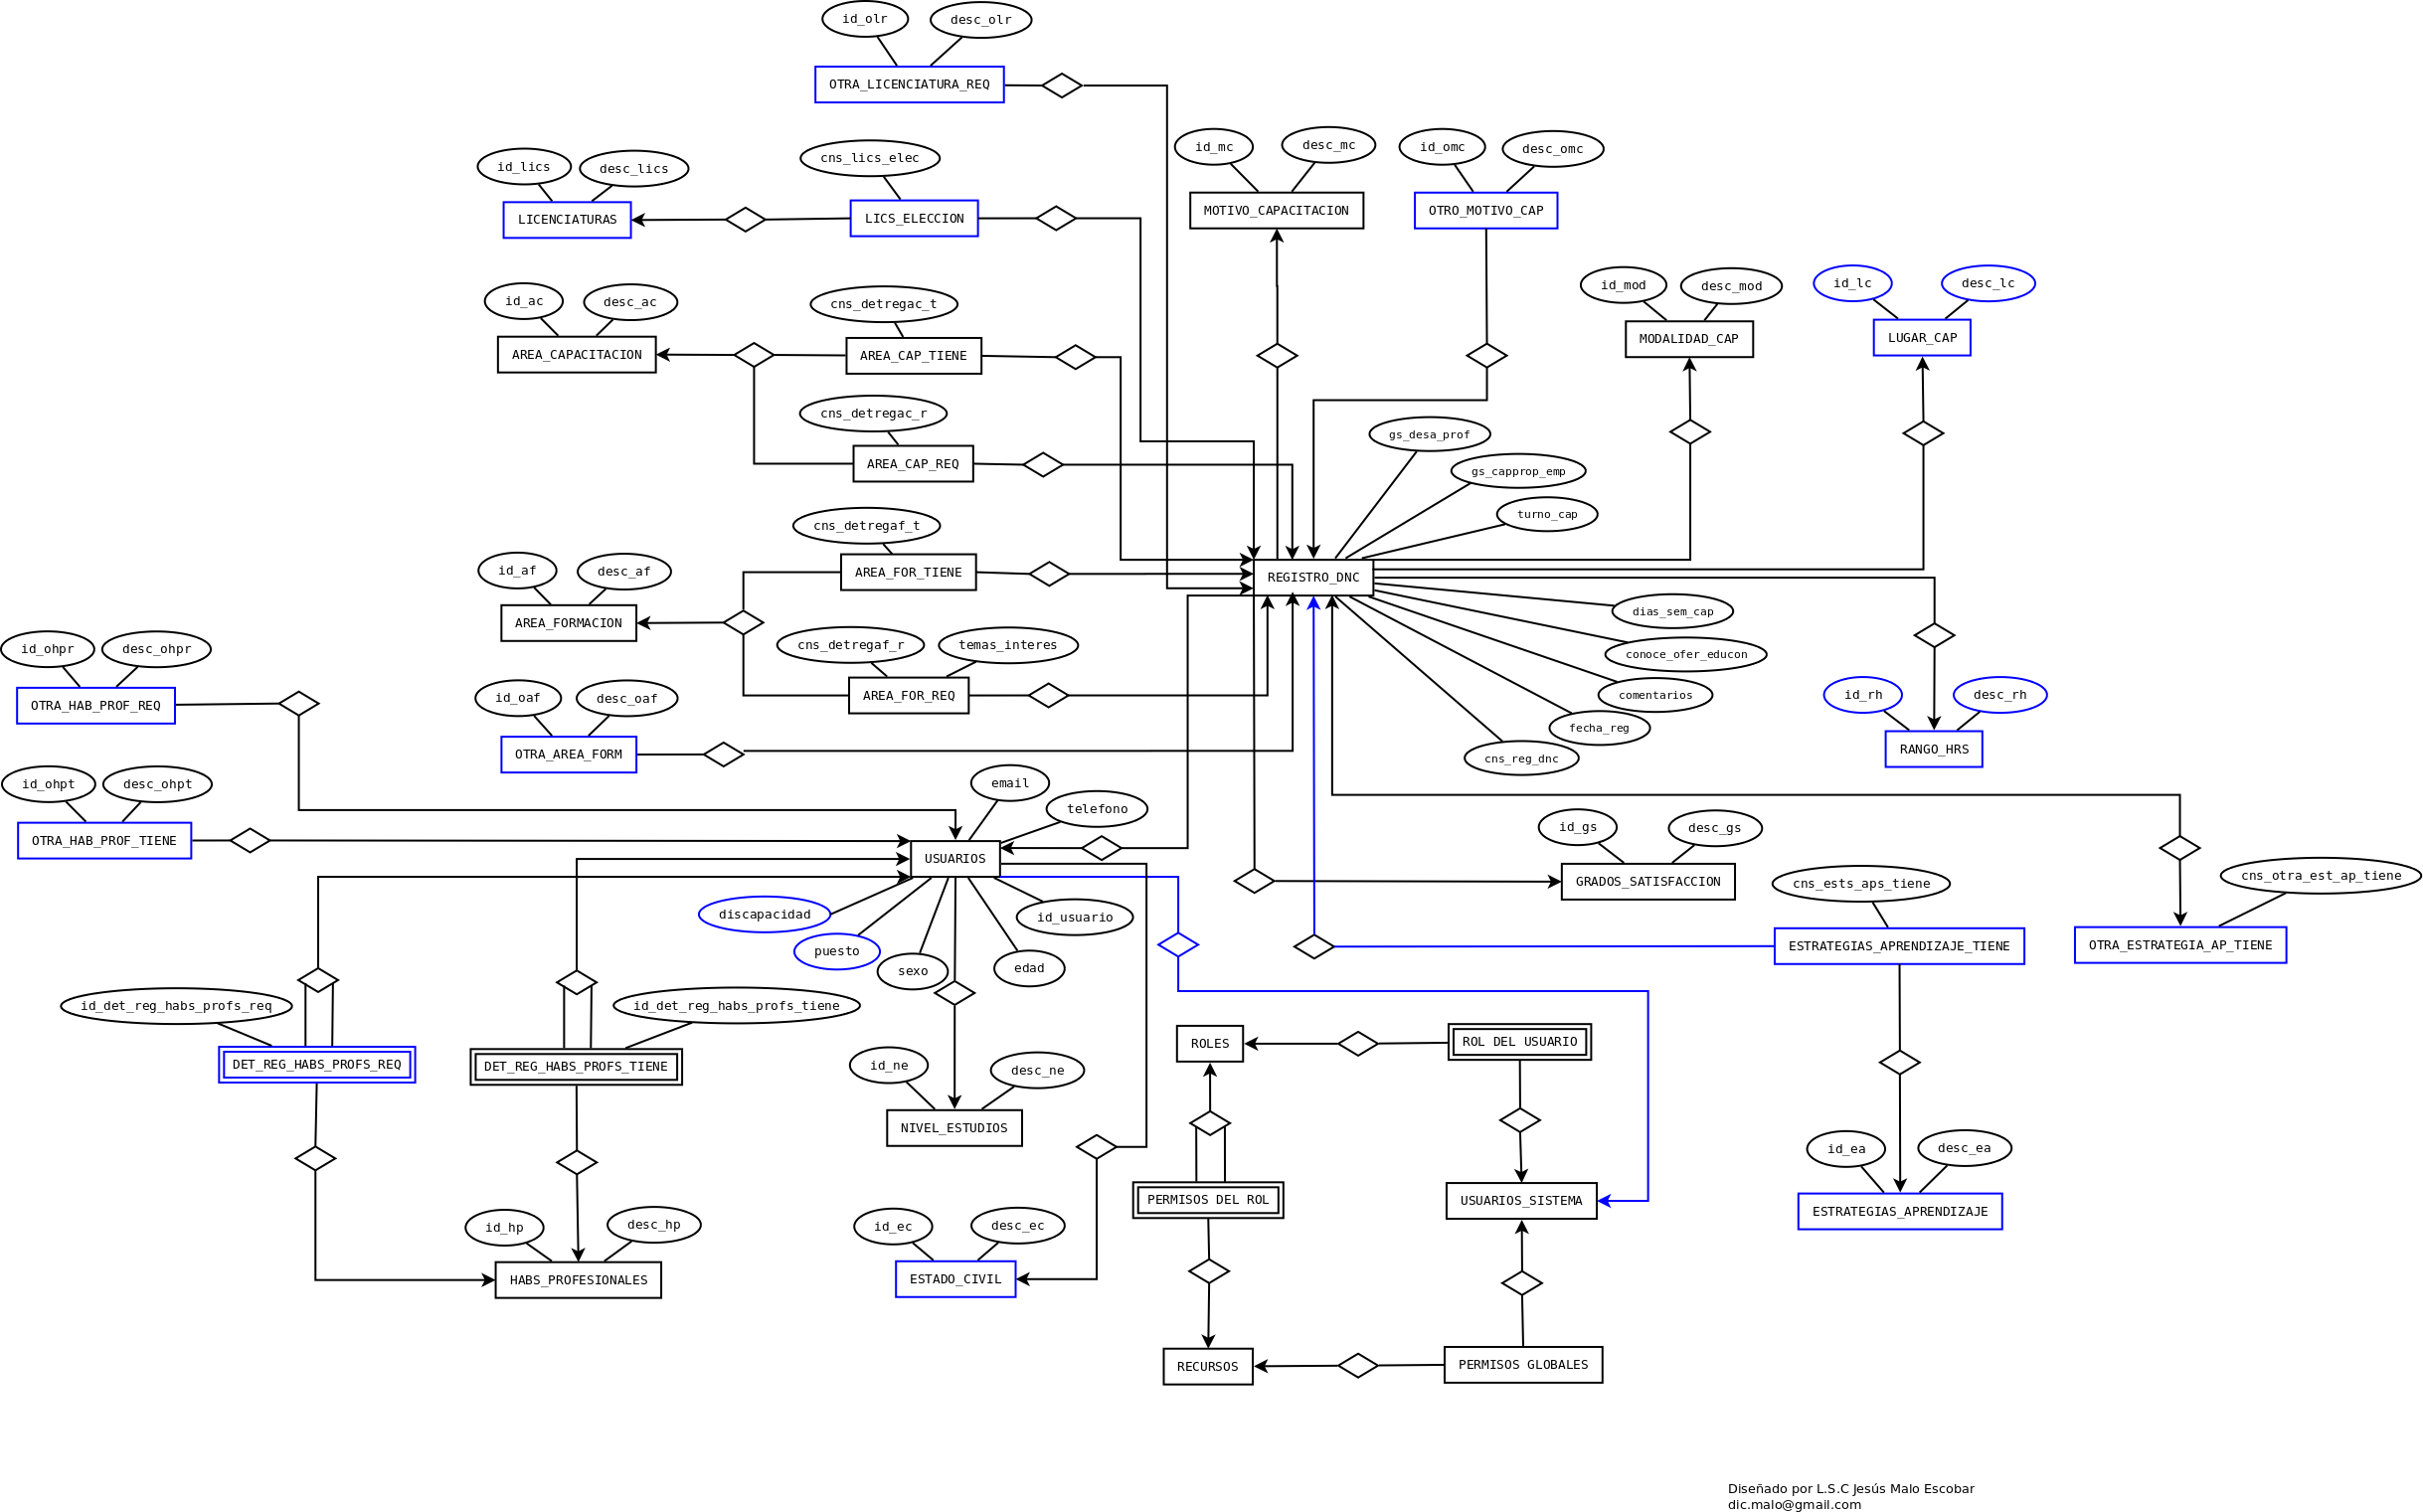 id_olr
desc_olr
OTRA_LICENCIATURA_REQ
id_mc
desc_mc
id_omc
desc_omc
cns_lics_elec
id_lics
desc_lics
MOTIVO_CAPACITACION
OTRO_MOTIVO_CAP
LICENCIATURAS
LICS_ELECCION
id_mod
desc_mod
id_lc
desc_lc
id_ac
desc_ac
cns_detregac_t
MODALIDAD_CAP
LUGAR_CAP
AREA_CAPACITACION
AREA_CAP_TIENE
cns_detregac_r
gs_desa_prof
AREA_CAP_REQ
gs_capprop_emp
turno_cap
cns_detregaf_t
id_af
desc_af
AREA_FOR_TIENE
REGISTRO_DNC
AREA_FORMACION
dias_sem_cap
id_ohpr
desc_ohpr
cns_detregaf_r
temas_interes
conoce_ofer_educon
OTRA_HAB_PROF_REQ
id_oaf
desc_oaf
AREA_FOR_REQ
comentarios
id_rh
desc_rh
fecha_reg
OTRA_AREA_FORM
cns_reg_dnc
RANGO_HRS
id_ohpt
desc_ohpt
email
telefono
id_gs
desc_gs
OTRA_HAB_PROF_TIENE
USUARIOS
GRADOS_SATISFACCION
cns_ests_aps_tiene
cns_otra_est_ap_tiene
discapacidad
id_usuario
puesto
sexo
edad
ESTRATEGIAS_APRENDIZAJE_TIENE
OTRA_ESTRATEGIA_AP_TIENE
id_det_reg_habs_profs_req
id_det_reg_habs_profs_tiene
DET_REG_HABS_PROFS_REQ
DET_REG_HABS_PROFS_TIENE
id_ne
desc_ne
ROLES
ROL DEL USUARIO
NIVEL_ESTUDIOS
id_ea
desc_ea
PERMISOS DEL ROL
USUARIOS_SISTEMA
ESTRATEGIAS_APRENDIZAJE
id_hp
desc_hp
id_ec
desc_ec
HABS_PROFESIONALES
ESTADO_CIVIL
RECURSOS
PERMISOS GLOBALES
Diseñado por L.S.C Jesús Malo Escobar
dic.malo@gmail.com